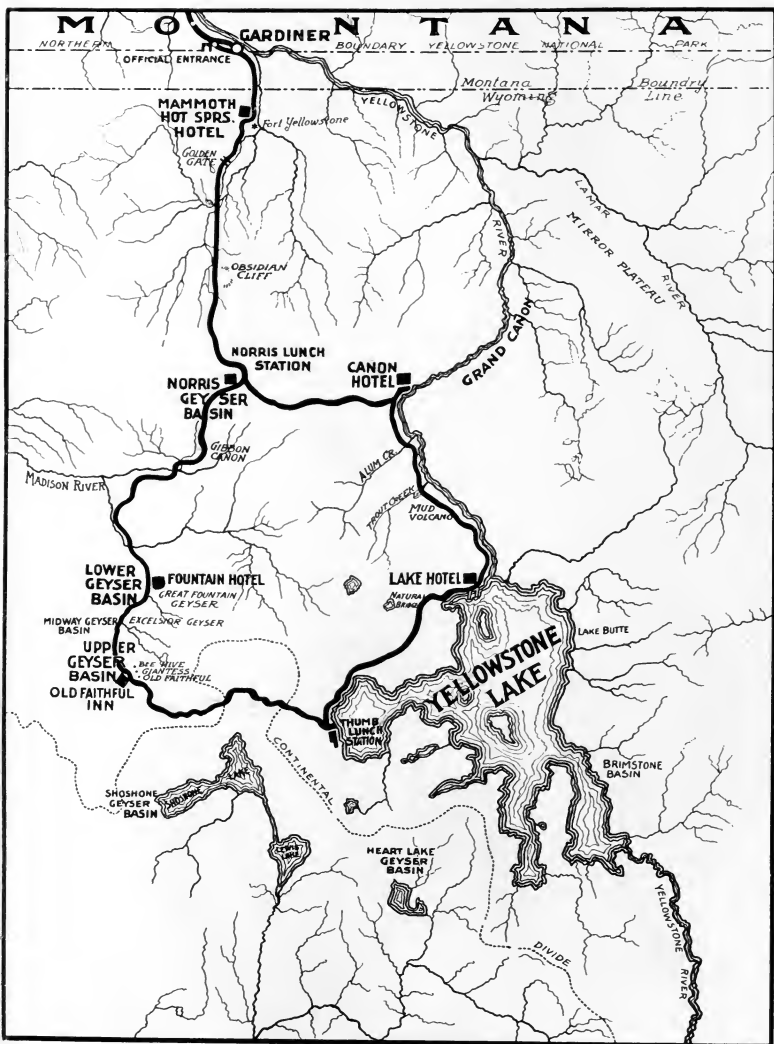 MONTANA
GARDINER
NORTHERN BOUNDARY YELLOWSTONE NATIONAL PARK
OFFICIAL ENTRANCE
Montana
Wyoming
Boundry
Line
YELLOWSTONE
MAMMOTH
HOT SPRS.
HOTEL
Fort Yellowstone
GOLDEN
GATE
LAMAR
RIVER
MIRROR PLATEAU
RIVER
OBSIDIAN
CLIFF
GRAND CANON
NORRIS LUNCH
STATION
CANON
HOTEL
NORRIS
GEYSER
BASIN
GIBBON
CANON
ALUM CR.
MADISON RIVER
TROUT CREEK
MUD
VOLCANO
LOWER
GEYSER
BASIN
FOUNTAIN HOTEL
GREAT FOUNTAIN
GEYSER
LAKE HOTEL
NATURAL
BRIDGE
MIDWAY GEYSER
BASIN
EXCELSIOR GEYSER
LAKE BUTTE
UPPER
GEYSER
BASIN
BEE HIVE
GIANTESS
OLD FAITHFUL
OLD FAITHFUL
INN
YELLOWSTONE
LAKE
THUMB
LUNCH
STATION
CONTINENTAL
BRIMSTONE
BASIN
SHOSHONE
GEYSER
BASIN
SHOSHONE LAKE
LEWIS
LAKE
HEART LAKE
GEYSER
BASIN
DIVIDE
YELLOWSTONE
RIVER